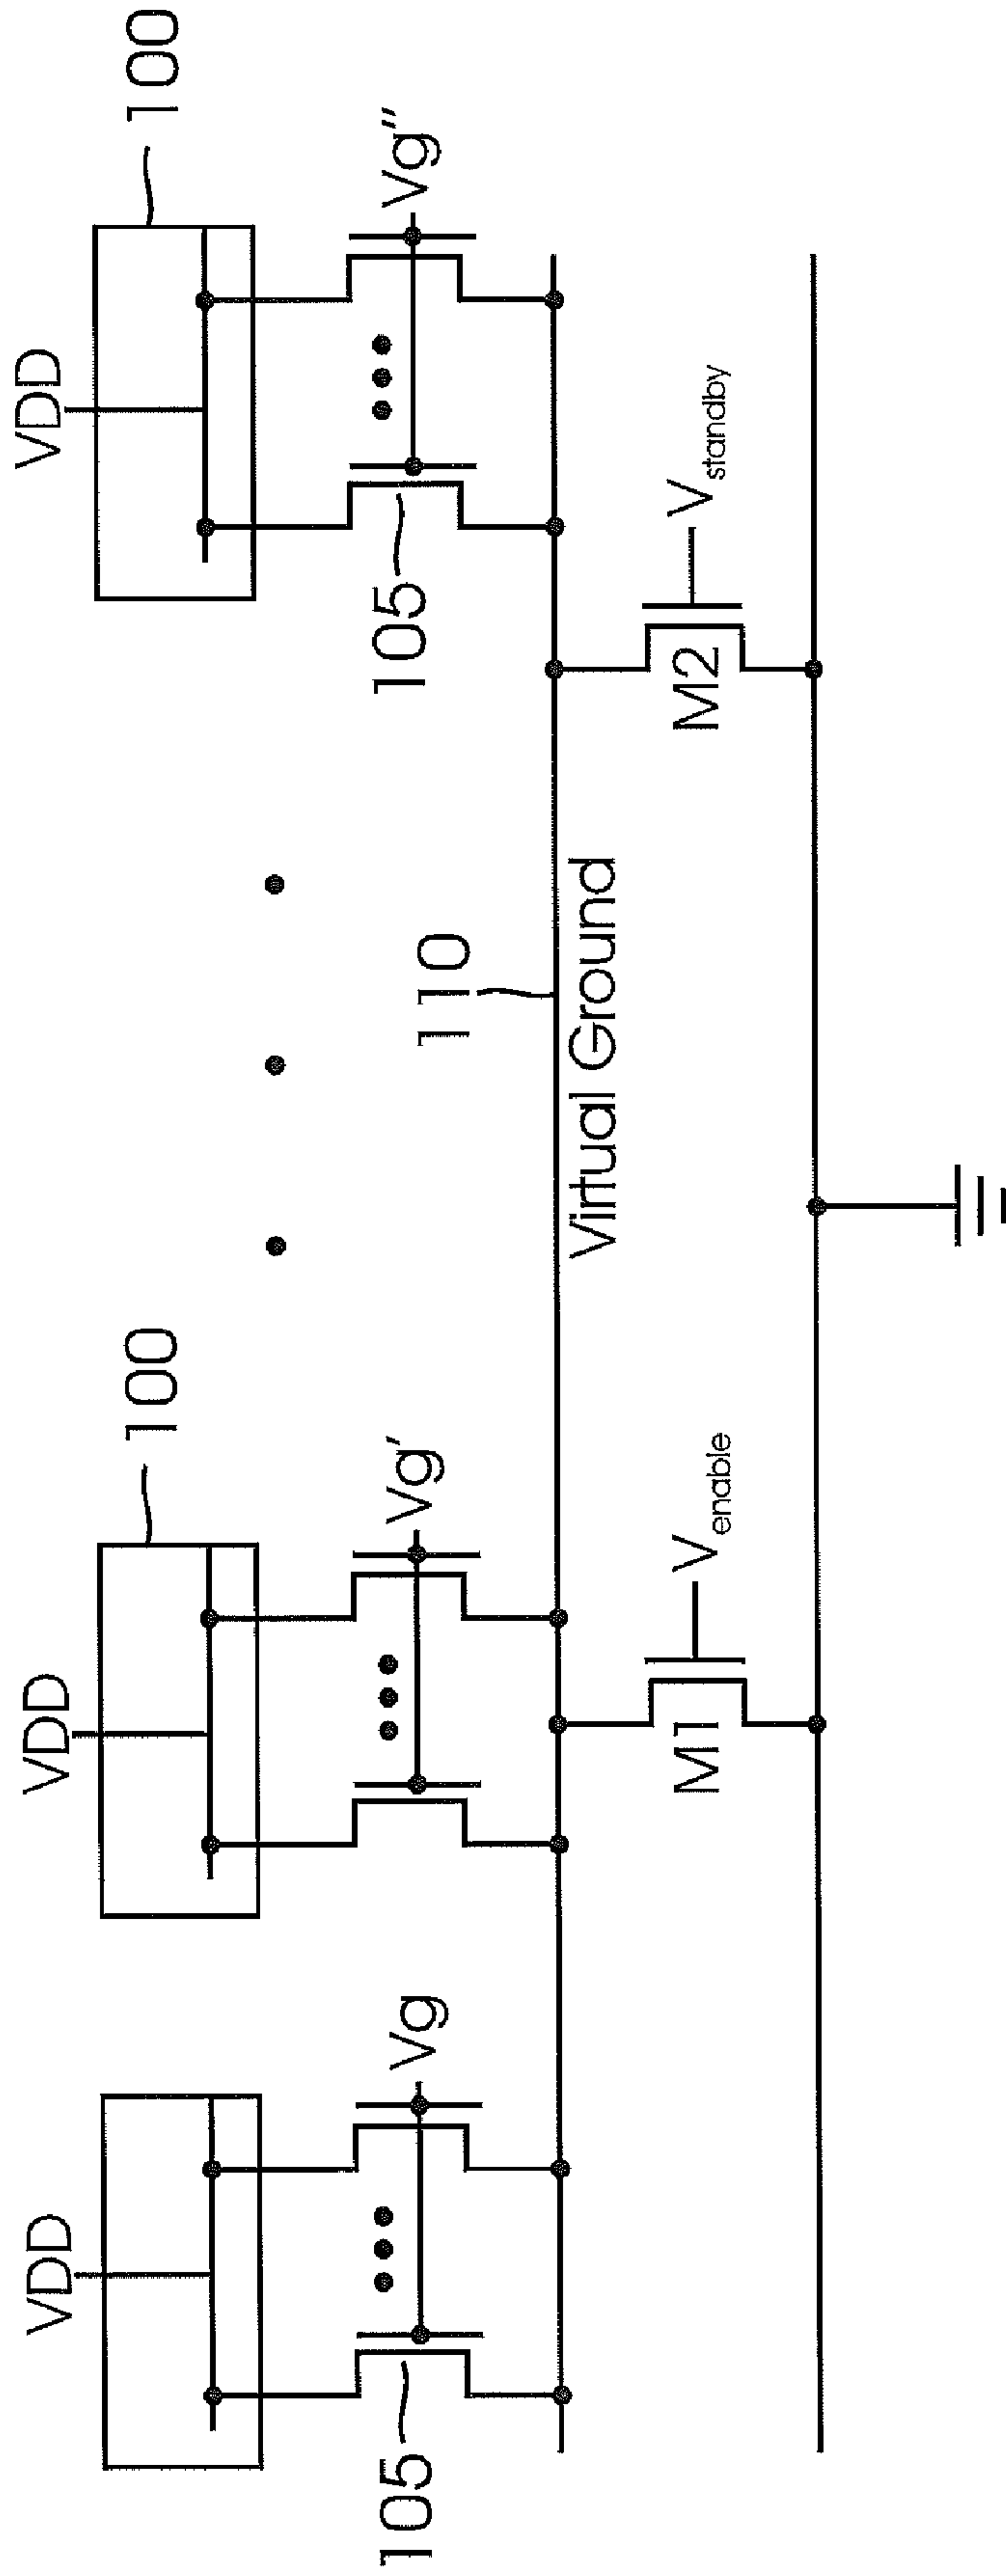 VDD
VDD
VDD
100
100
105
Vg
Vg′
105
Vg″
110
Virtual Ground
M1
Venable
M2
Vstandby